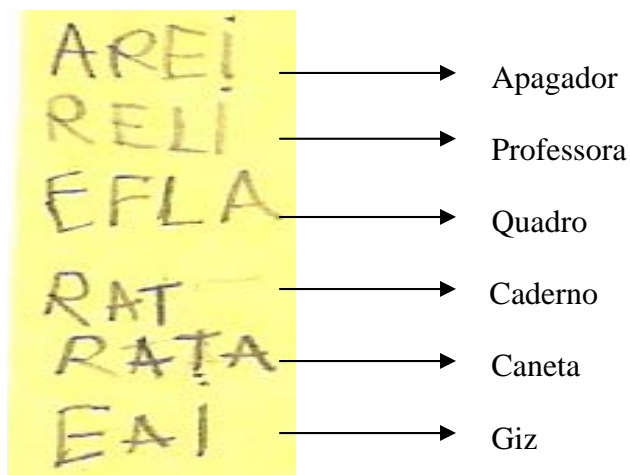 AREI Apagador
RELI Professora
EFLA Quadro
RAT Caderno
RATA Caneta
EAI Giz